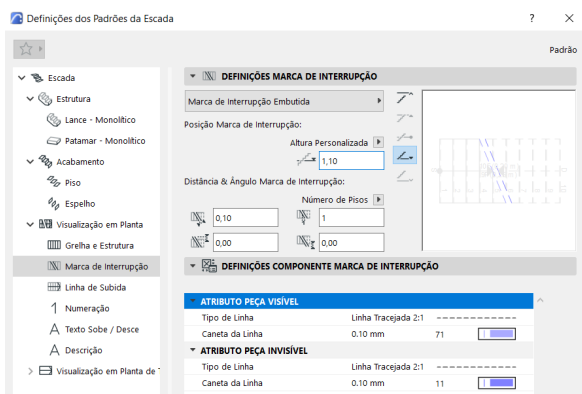 Definições dos Padrões da Escada
?
Padrão
Escada
Estrutura
Lance - Monolítico
Patamar - Monolítico
Acabamento
Piso
Espelho
Visualização em Planta
Grelha e Estrutura
Marca de Interrupção
Linha de Subida
Numeração
Texto Sobe / Desce
Descrição
Visualização em Planta de
DEFINIÇÕES MARCA DE INTERRUPÇÃO
Marca de Interrupção Embutida
Posição Marca de Interrupção:
Altura Personalizada
1,10
Distância & Ângulo Marca de Interrupção:
Número de Pisos
0,10 1
0,00 0,00
DEFINIÇÕES COMPONENTE MARCA DE INTERRUPÇÃO
ATRIBUTO PEÇA VISÍVEL
Tipo de Linha Linha Tracejada 2:1
Caneta da Linha 0.10 mm 71
ATRIBUTO PEÇA INVISÍVEL
Tipo de Linha Linha Tracejada 2:1
Caneta da Linha 0.10 mm 11